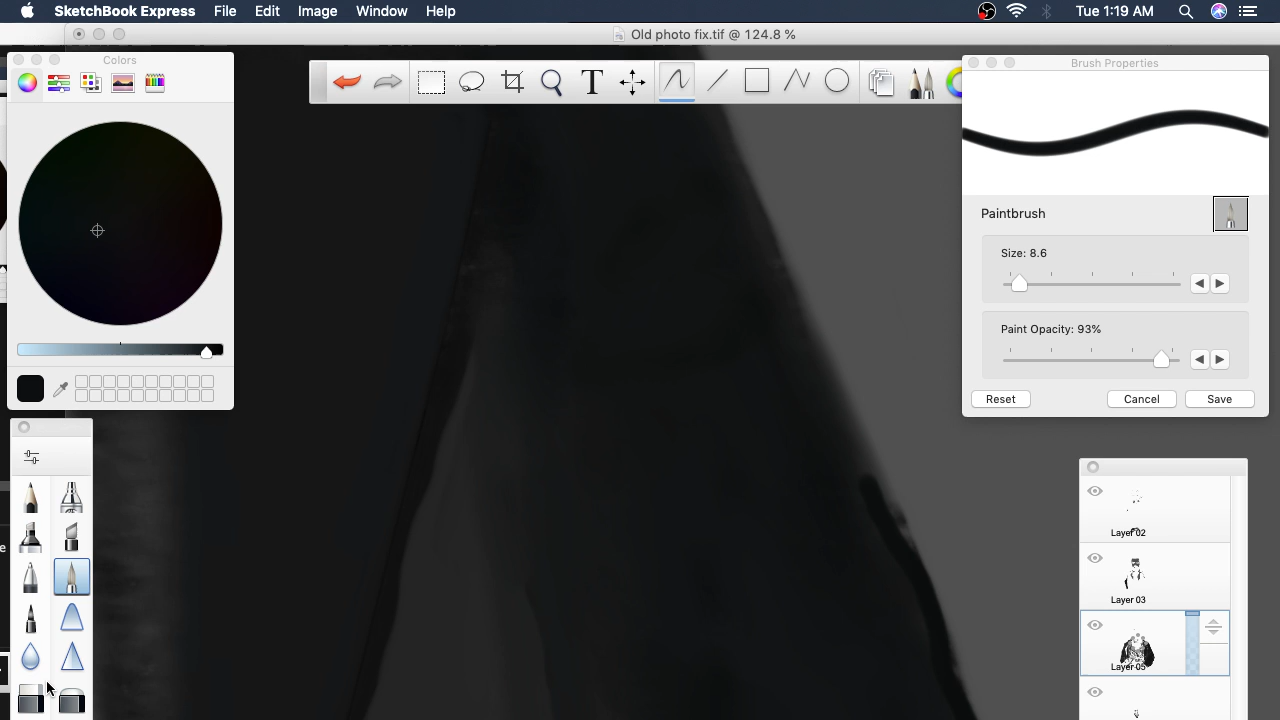 SketchBook Express File Edit Image Window Help Tue 1:19 AM
Old photo fix.tif @ 124.8 %
Colors
T
Brush Properties
Paintbrush
Size: 8.6
Paint Opacity: 93%
Reset Cancel Save
Layer 02
Layer 03
Layer 05